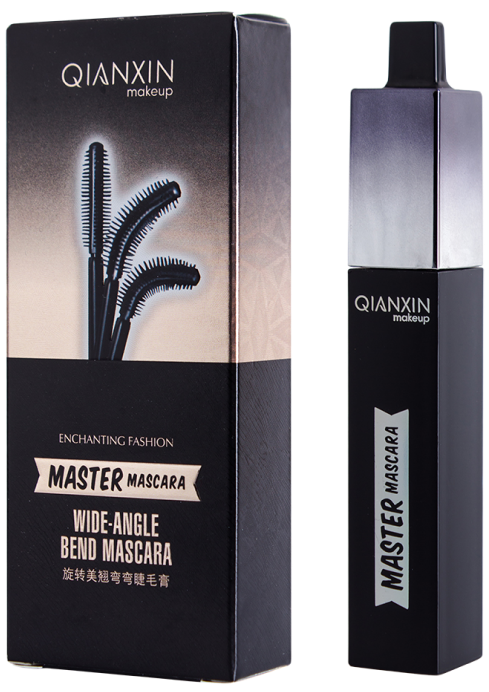 QIANXIN
makeup
ENCHANTING FASHION
MASTER MASCARA
WIDE-ANGLE
BEND MASCARA
旋转美翘弯弯睫毛膏
QIANXIN
makeup
MASTER MASCARA